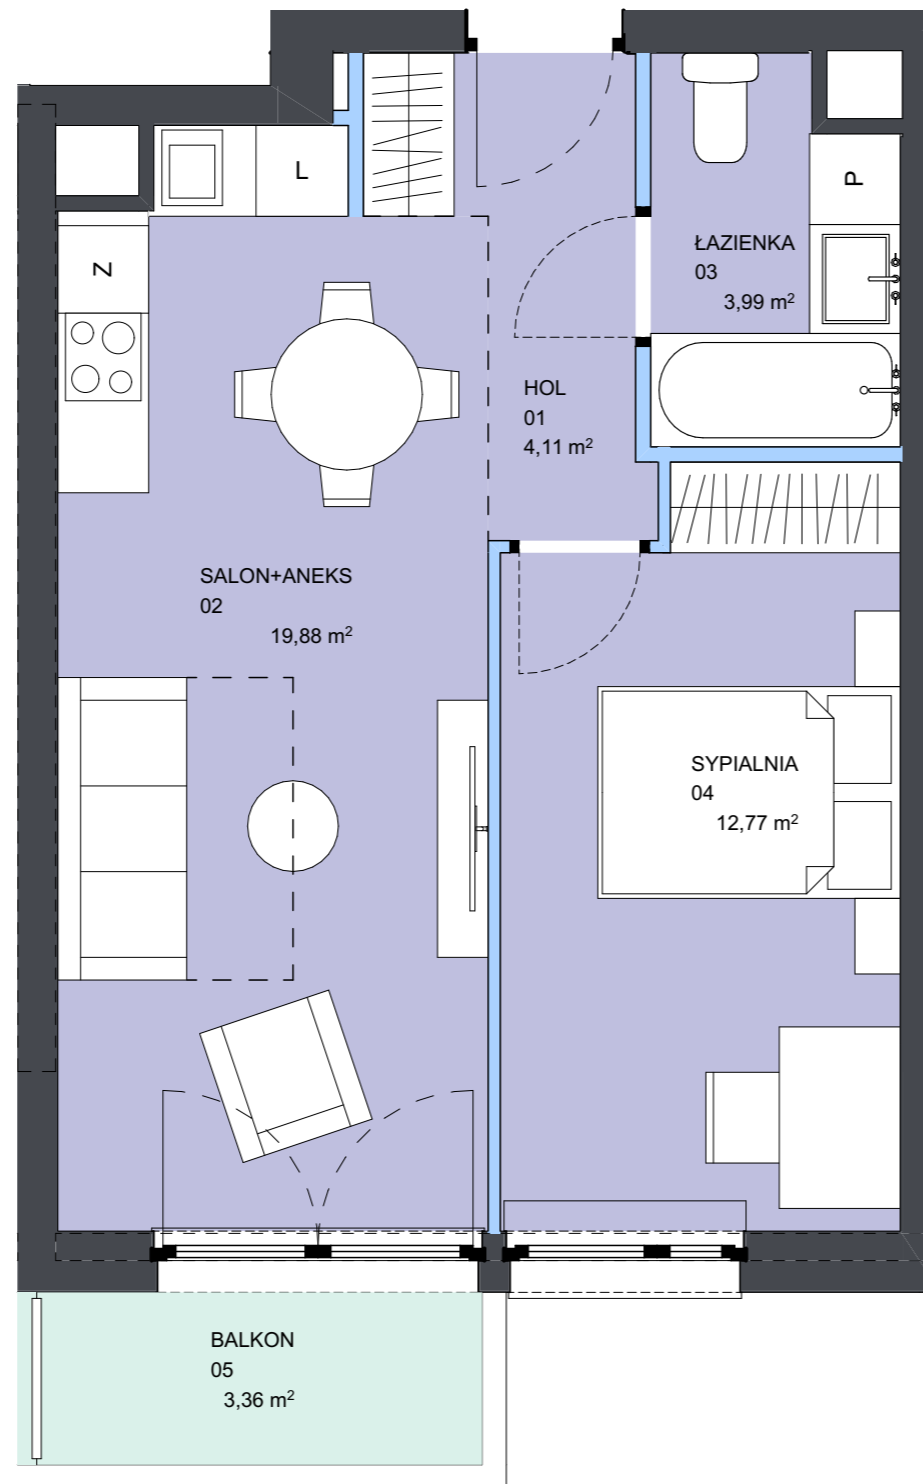 L
P
Z
ŁAZIENKA
03
3,99 m²
HOL
01
4,11 m²
SALON+ANEKS
02
19,88 m²
SYPIALNIA
04
12,77 m²
BALKON
05
3,36 m²